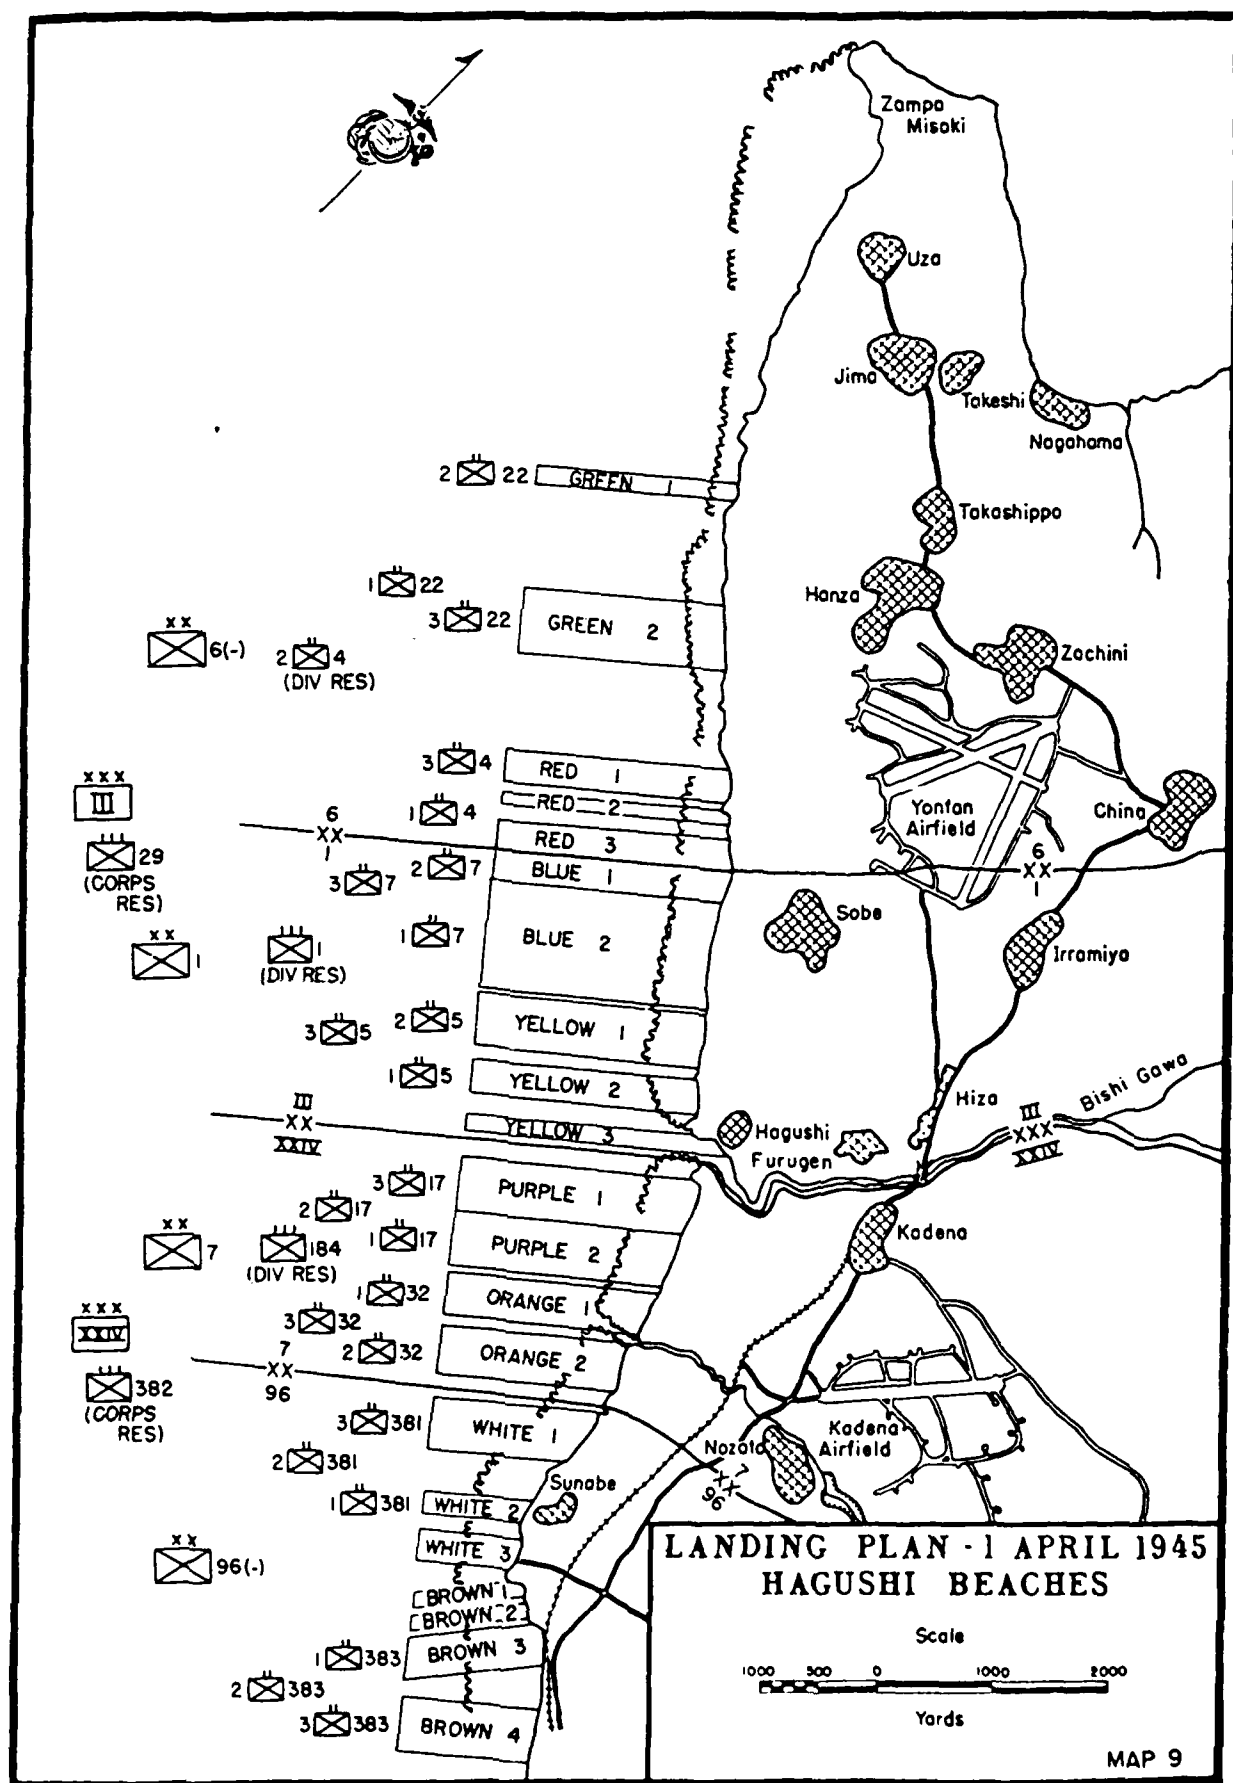 Zampa
Misaki
Uza
Jima
Takeshi
Nagahama
2 22 GREEN 1
Takashippo
1 22
Hanza
3 22 GREEN 2
XX
6(-)
2 4
(DIV RES)
Zachini
3 4 RED 1
XXX
III
RED 2
1 4
Yontan
Airfield
China
6
XX
1
RED 3
29
(CORPS
RES)
2 7 BLUE 1
3 7
6
XX
1
Sobe
1 7 BLUE 2
XX
1
1
(DIV RES)
Irramiya
2 5 YELLOW 1
3 5
1 5 YELLOW 2
Hiza
Bishi Gawa
III
XX
XXIV
YELLOW 3
Hagushi
Furugen
III
XXX
XXIV
3 17 PURPLE 1
2 17
XX
7
184
(DIV RES)
1 17 PURPLE 2
Kadena
1 32 ORANGE 1
XXX
XXIV
3 32
2 32 ORANGE 2
7
XX
96
382
(CORPS
RES)
3 381 WHITE 1
Nozato
Kadena
Airfield
2 381
7
XX
96
Sunabe
1 381 WHITE 2
WHITE 3
XX
96(-)
BROWN 1
BROWN 2
1 383 BROWN 3
2 383
3 383 BROWN 4
LANDING PLAN - 1 APRIL 1945
HAGUSHI BEACHES
Scale
1000 500 0 1000 2000
Yards
MAP 9